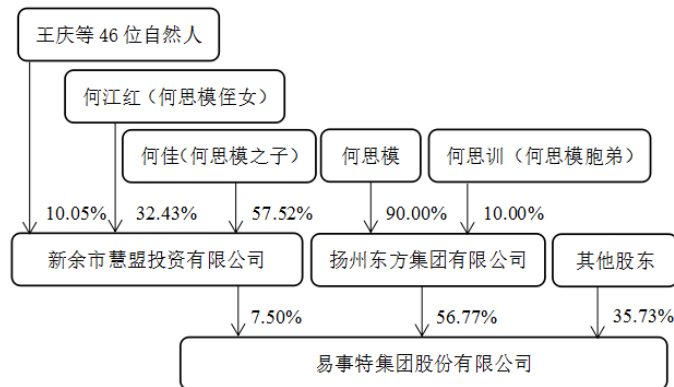 王庆等 46 位自然人
何江红（何思模侄女）
何佳(何思模之子）
何思模
何思训（何思模胞弟）
10.05%
32.43%
57.52%
90.00%
10.00%
新余市慧盟投资有限公司
扬州东方集团有限公司
其他股东
7.50%
56.77%
35.73%
易事特集团股份有限公司